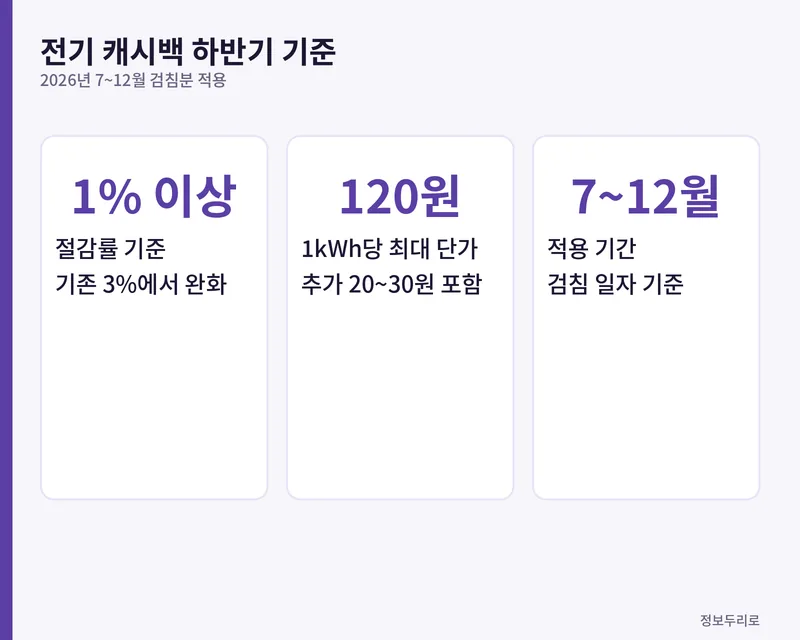 전기 캐시백 하반기 기준
2026년 7~12월 검침분 적용
1% 이상
절감률 기준
기존 3%에서 완화
120원
1kWh당 최대 단가
추가 20~30원 포함
7~12월
적용 기간
검침 일자 기준
정보두리로